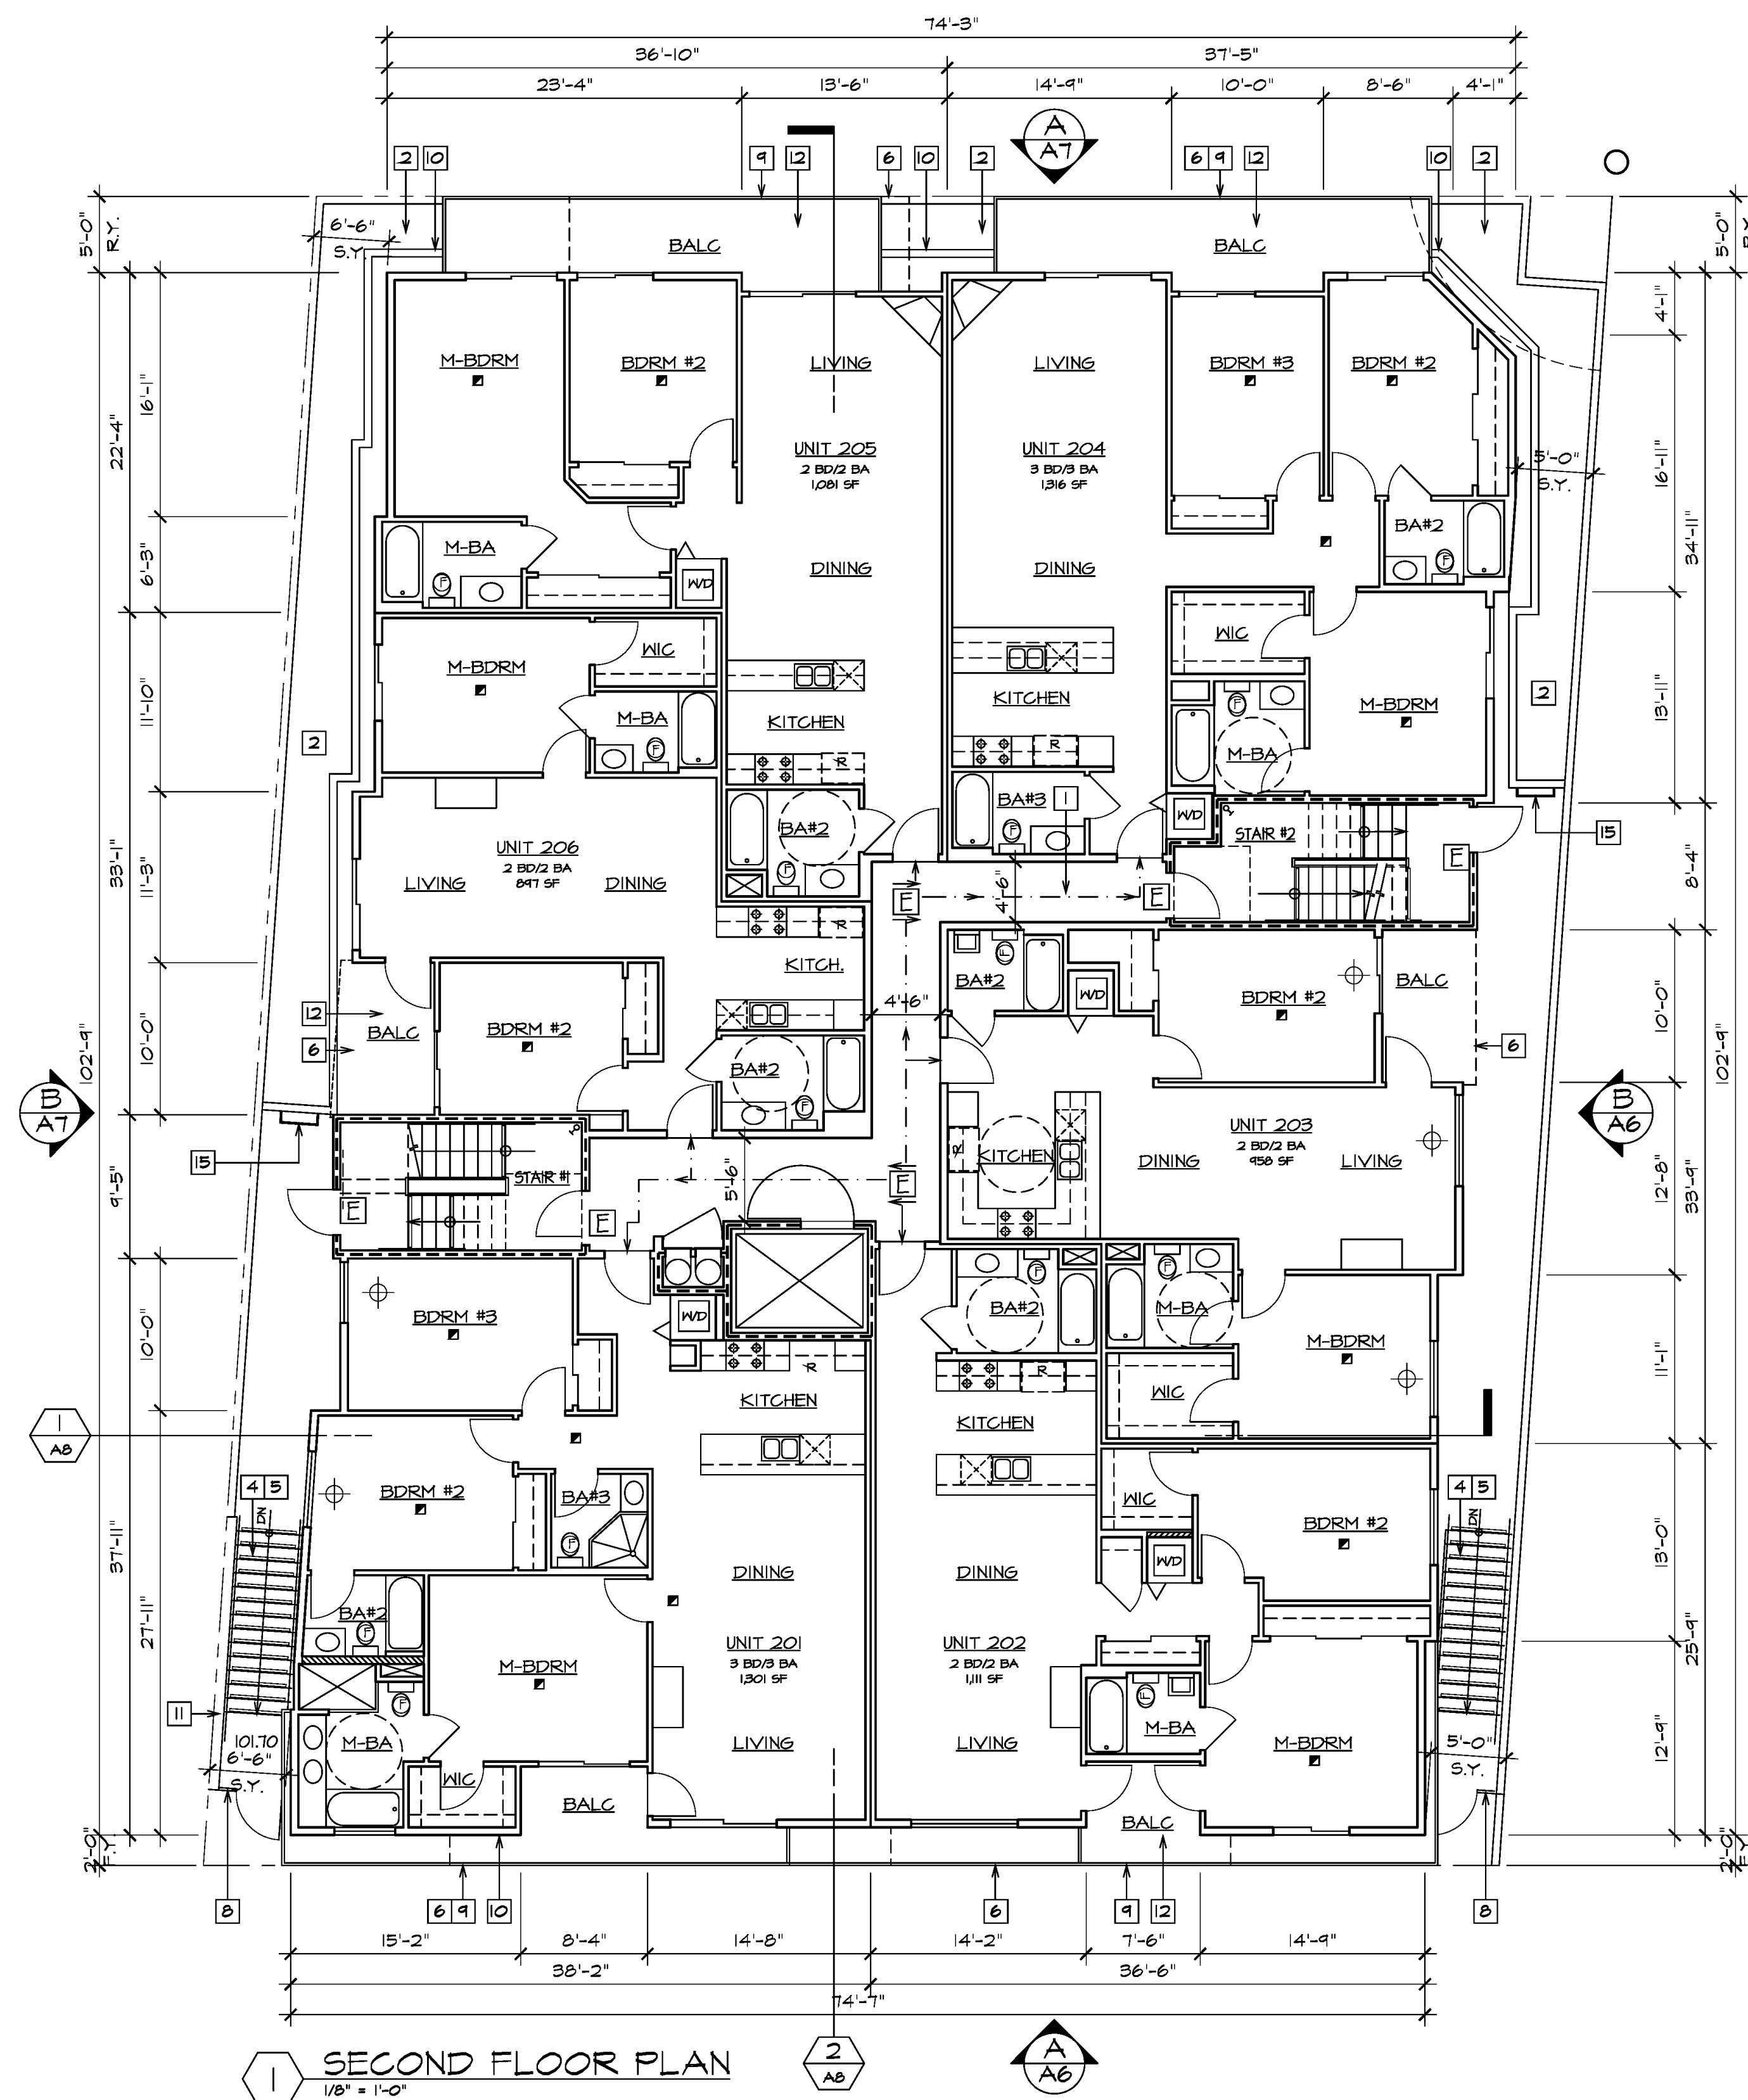 74'-3"
36'-10" 37'-5"
23'-4" 13'-6" 14'-9" 10'-0" 8'-6" 4'-1"
A
A7
2 10 9 12 6 10 2 6 9 12 10 2
5'-0"
R.Y.
6'-6"
S.Y.
BALC
BALC
5'-0"
M-BDRM
BDRM #2
LIVING
LIVING
BDRM #3
BDRM #2
4'-1"
16'-1"
22'-4"
UNIT 205
2 BD/2 BA
1,081 SF
UNIT 204
3 BD/3 BA
1,316 SF
5'-0"
S.Y.
16'-11"
34'-11"
M-BA
W/D
DINING
DINING
BA#2
6'-3"
M-BDRM
WIC
M-BA
KITCHEN
KITCHEN
R
R
WIC
M-BDRM
M-BA
2
2
11'-10"
13'-11"
BA#2
BA#3
1
W/D
STAIR #2
E
15
UNIT 206
2 BD/2 BA
897 SF
LIVING
DINING
33'-1"
11'-3"
8'-4"
E
4'-6"
E
R
KITCH.
BA#2
W/D
BDRM #2
BALC
12
6
BALC
BDRM #2
4'-6"
10'-0"
10'-0"
6
102'-9"
102'-9"
B
A7
B
A6
BA#2
UNIT 203
2 BD/2 BA
958 SF
KITCHEN
R
DINING
LIVING
15
STAIR #1
E
E
5'-6"
E
9'-5"
12'-8"
33'-9"
BDRM #3
W/D
BA#2
M-BA
M-BDRM
WIC
10'-0"
11'-1"
R
KITCHEN
R
KITCHEN
1
A8
BDRM #2
BA#3
WIC
BDRM #2
W/D
4 5
DN
4 5
DN
37'-11"
27'-11"
13'-0"
25'-9"
DINING
DINING
BA#2
M-BDRM
UNIT 201
3 BD/3 BA
1,301 SF
UNIT 202
2 BD/2 BA
1,111 SF
11
101.70
6'-6"
S.Y.
M-BA
WIC
BALC
LIVING
LIVING
M-BA
M-BDRM
BALC
5'-0"
S.Y.
12'-9"
2'-0"
F.Y.
2'-0"
8 6 9 10 6 9 12 8
15'-2" 8'-4" 14'-8" 14'-2" 7'-6" 14'-9"
38'-2" 36'-6"
74'-7"
1
SECOND FLOOR PLAN
1/8" = 1'-0"
2
A8
A
A6